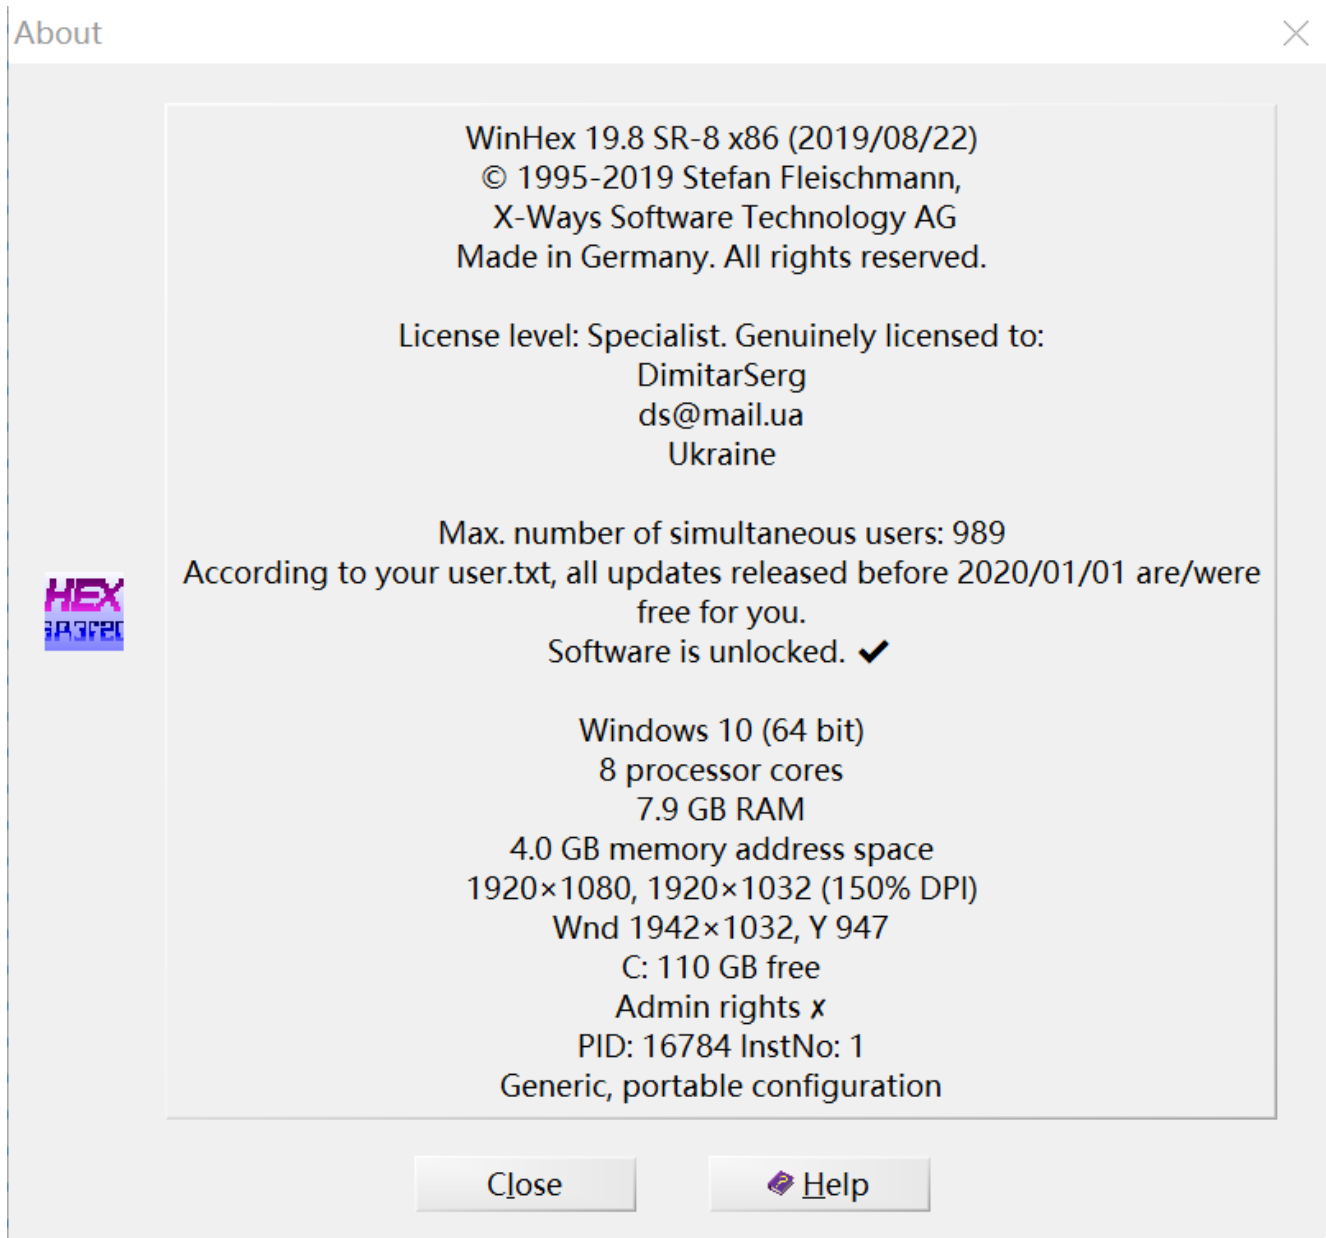 About
WinHex 19.8 SR-8 x86 (2019/08/22)
© 1995-2019 Stefan Fleischmann,
X-Ways Software Technology AG
Made in Germany. All rights reserved.
License level: Specialist. Genuinely licensed to:
DimitarSerg
ds@mail.ua
Ukraine
Max. number of simultaneous users: 989
According to your user.txt, all updates released before 2020/01/01 are/were
free for you.
Software is unlocked. ✔
HEX
Windows 10 (64 bit)
8 processor cores
7.9 GB RAM
4.0 GB memory address space
1920×1080, 1920×1032 (150% DPI)
Wnd 1942×1032, Y 947
C: 110 GB free
Admin rights ✗
PID: 16784 InstNo: 1
Generic, portable configuration
Close
Help